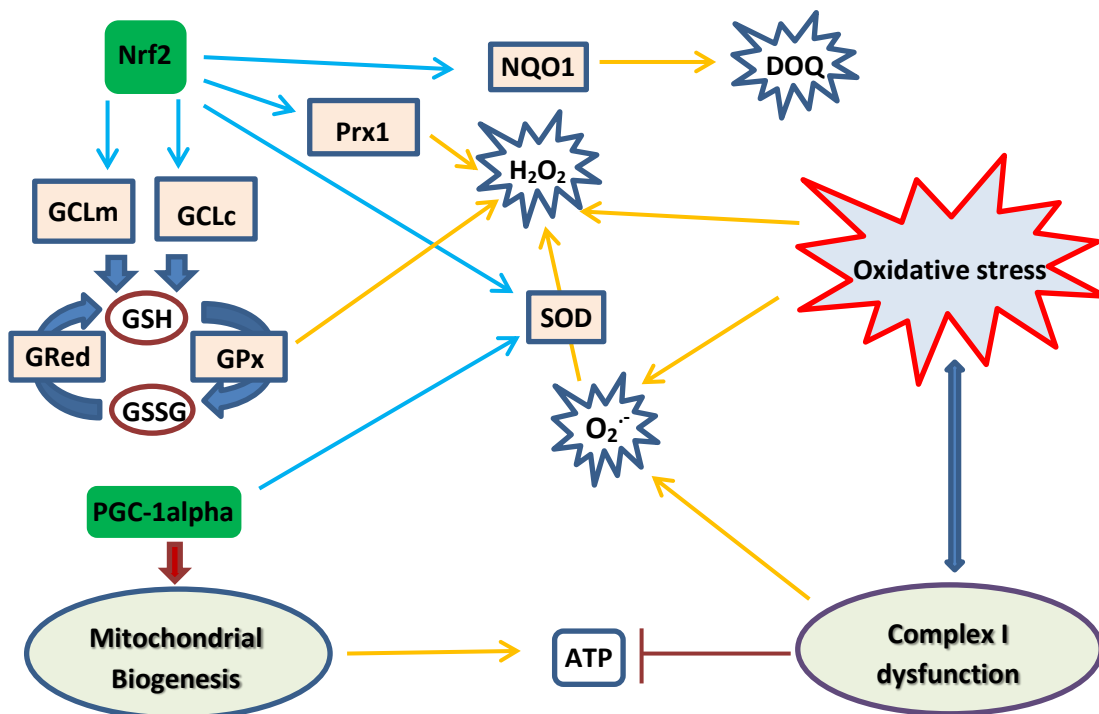 Nrf2
NQO1
DOQ
Prx1
H₂O₂
GCLm
GCLc
Oxidative stress
GSH
SOD
GRed
GPx
GSSG
O₂·⁻
PGC-1alpha
Mitochondrial
Biogenesis
ATP
Complex I
dysfunction